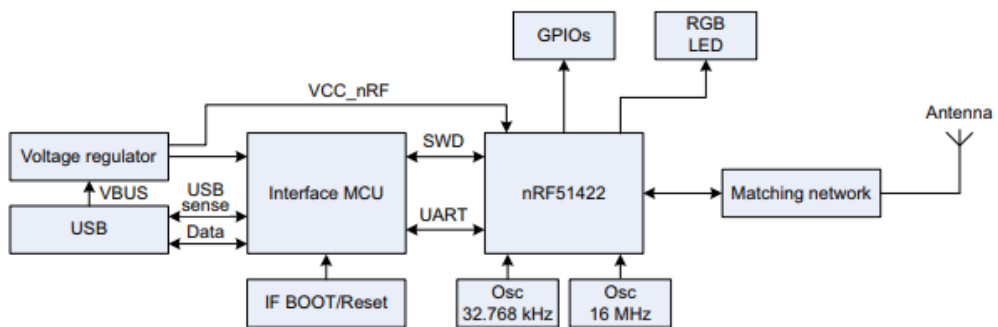 GPIOs
RGB
LED
VCC_nRF
Antenna
Voltage regulator
SWD
VBUS
USB
sense
Interface MCU
nRF51422
Matching network
UART
USB
Data
IF BOOT/Reset
Osc
32.768 kHz
Osc
16 MHz